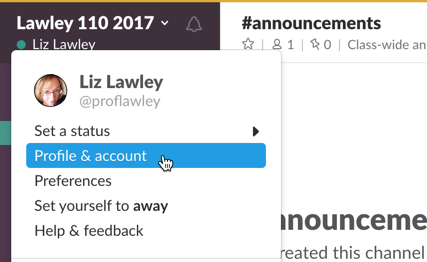 Lawley 110 2017
Liz Lawley
#announcements
1 | 0 | Class-wide an
Liz Lawley
@proflawley
Set a status
Profile & account
Preferences
Set yourself to away
Help & feedback
nnounceme
reated this channel